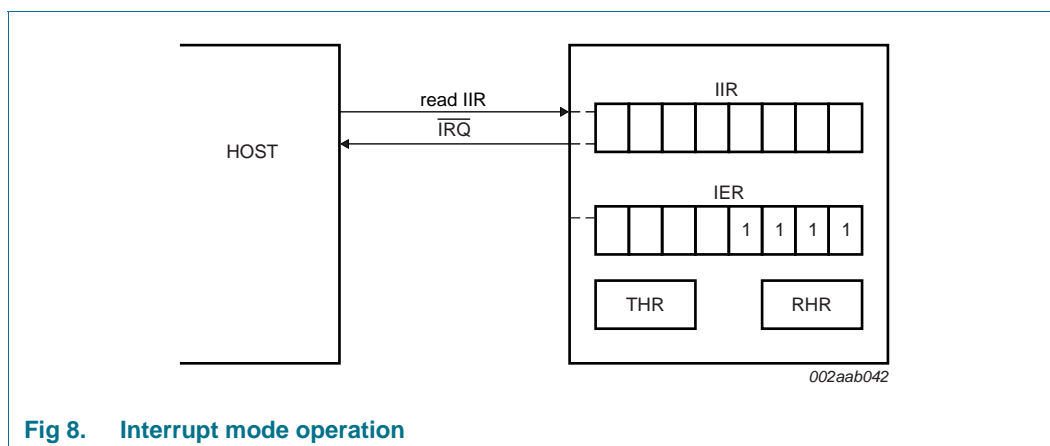 read IIR
IRQ
HOST
IIR
IER
1 1 1 1
THR
RHR
002aab042
Fig 8. Interrupt mode operation